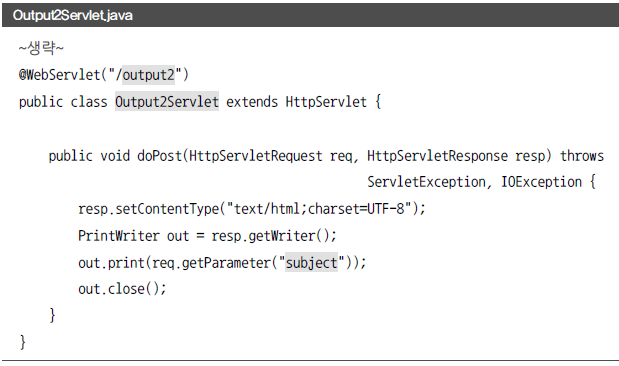 Output2Servlet.java
~생략~
@WebServlet("/output2")
public class Output2Servlet extends HttpServlet {
public void doPost(HttpServletRequest req, HttpServletResponse resp) throws
ServletException, IOException {
resp.setContentType("text/html;charset=UTF-8");
PrintWriter out = resp.getWriter();
out.print(req.getParameter("subject"));
out.close();
}
}